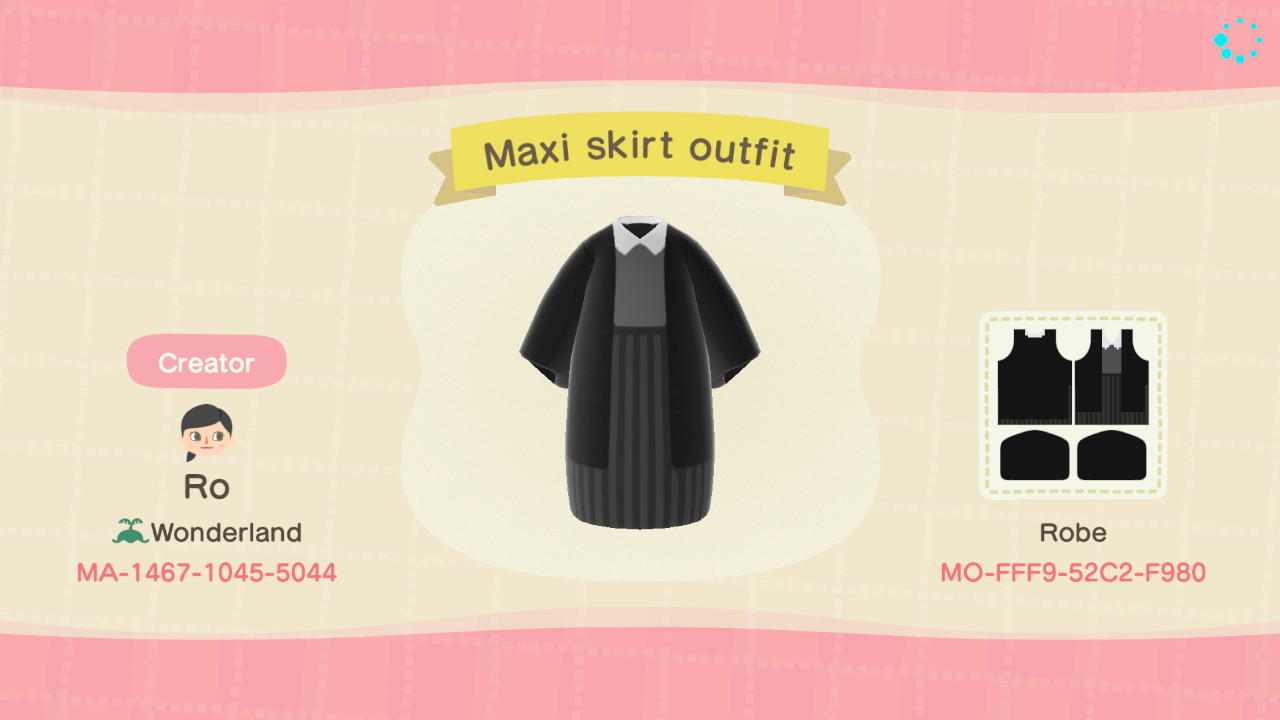 Maxi skirt outfit
Creator
Ro
Wonderland
MA-1467-1045-5044
Robe
MO-FFF9-52C2-F980